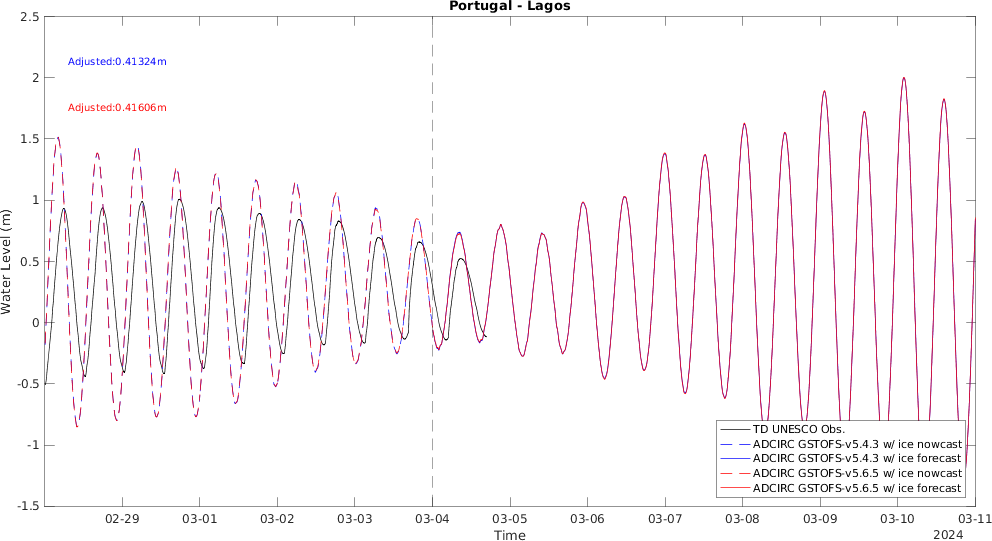 Portugal - Lagos
2.5
Adjusted:0.41324m
2
Adjusted:0.41606m
1.5
1
0.5
0
-0.5
-1
-1.5
Water Level (m)
TD UNESCO Obs.
ADCIRC GSTOFS-v5.4.3 w/ ice nowcast
ADCIRC GSTOFS-v5.4.3 w/ ice forecast
ADCIRC GSTOFS-v5.6.5 w/ ice nowcast
ADCIRC GSTOFS-v5.6.5 w/ ice forecast
02-29 03-01 03-02 03-03 03-04 03-05 03-06 03-07 03-08 03-09 03-10 03-11
Time
2024